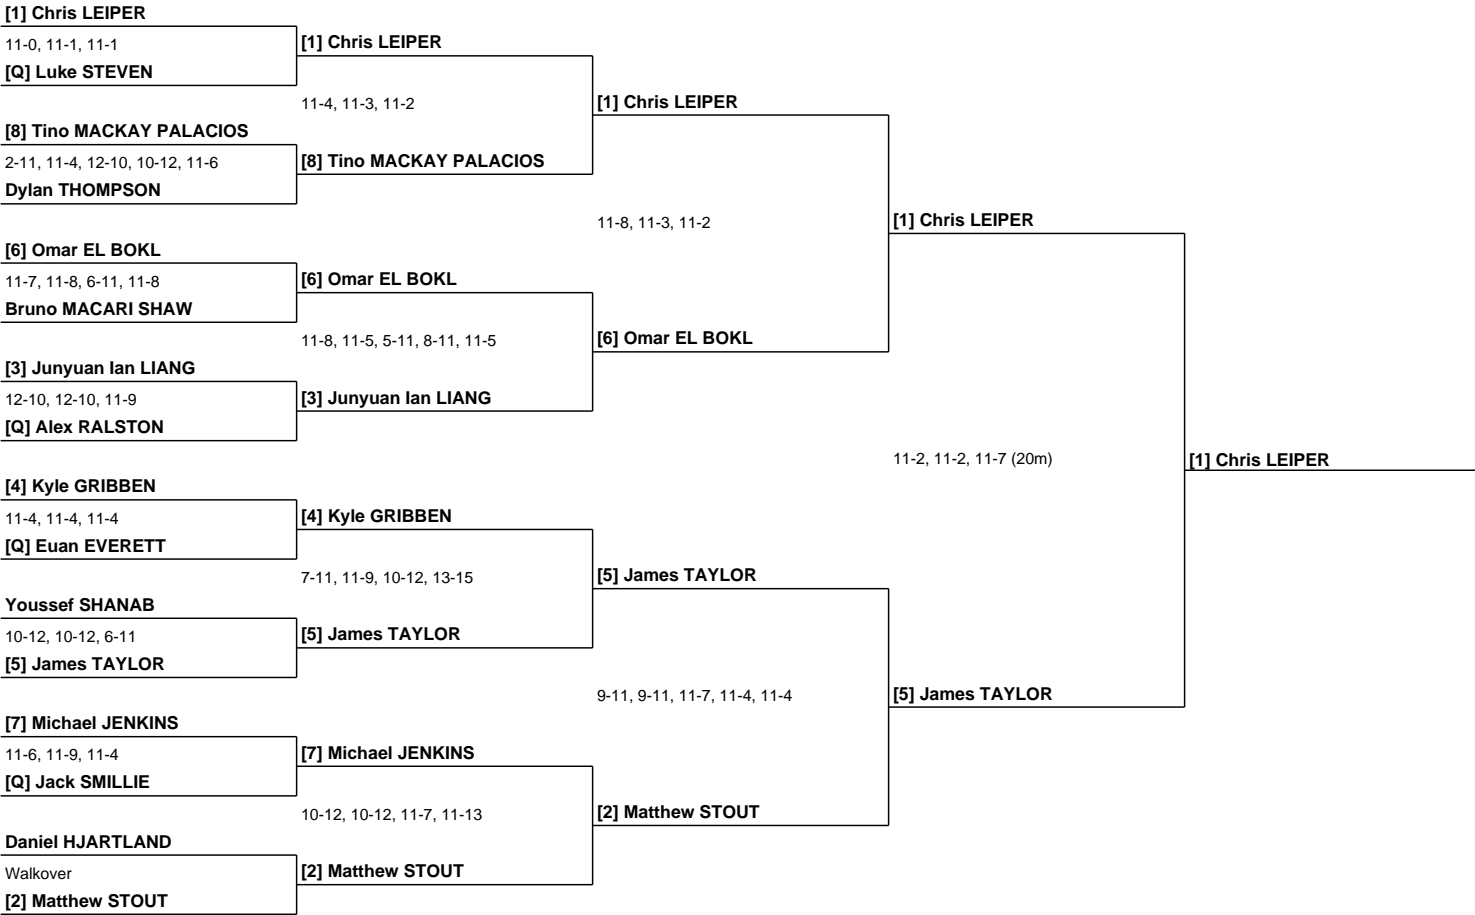 [1] Chris LEIPER
11-0, 11-1, 11-1
[Q] Luke STEVEN
[8] Tino MACKAY PALACIOS
2-11, 11-4, 12-10, 10-12, 11-6
Dylan THOMPSON
[6] Omar EL BOKL
11-7, 11-8, 6-11, 11-8
Bruno MACARI SHAW
[3] Junyuan Ian LIANG
12-10, 12-10, 11-9
[Q] Alex RALSTON
[4] Kyle GRIBBEN
11-4, 11-4, 11-4
[Q] Euan EVERETT
Youssef SHANAB
10-12, 10-12, 6-11
[5] James TAYLOR
[7] Michael JENKINS
11-6, 11-9, 11-4
[Q] Jack SMILLIE
Daniel HJARTLAND
Walkover
[2] Matthew STOUT
[1] Chris LEIPER
11-4, 11-3, 11-2
[8] Tino MACKAY PALACIOS
[6] Omar EL BOKL
11-8, 11-5, 5-11, 8-11, 11-5
[3] Junyuan Ian LIANG
[4] Kyle GRIBBEN
7-11, 11-9, 10-12, 13-15
[5] James TAYLOR
[7] Michael JENKINS
10-12, 10-12, 11-7, 11-13
[2] Matthew STOUT
[1] Chris LEIPER
11-8, 11-3, 11-2
[6] Omar EL BOKL
[5] James TAYLOR
9-11, 9-11, 11-7, 11-4, 11-4
[2] Matthew STOUT
[1] Chris LEIPER
11-2, 11-2, 11-7 (20m)
[5] James TAYLOR
[1] Chris LEIPER